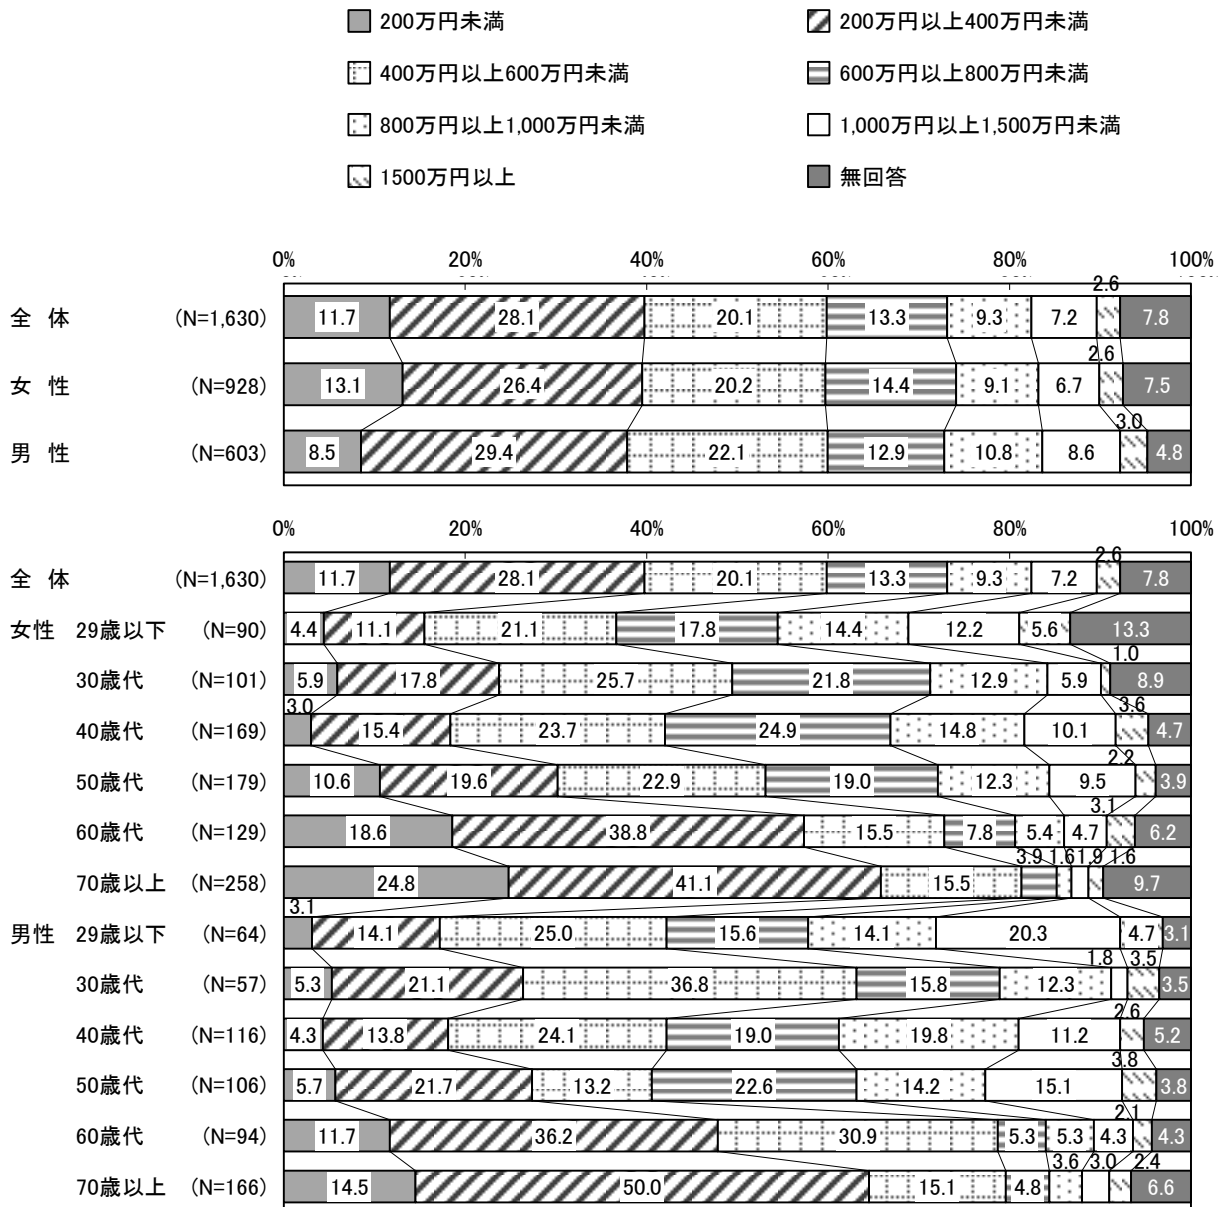 200万円未満 200万円以上400万円未満
400万円以上600万円未満 600万円以上800万未満
800万円以上1,000万円未満 1,000万円以上1,500万円未満
1500万円以上 無回答
0% 20% 40% 60% 80% 100%
2.6
全 体 (N=1,630) 11.7 28.1 20.1 13.3 9.3 7.2 7.8
2.6
女 性 (N=928) 13.1 26.4 20.2 14.4 9.1 6.7 7.5
3.0
男 性 (N=603) 8.5 29.4 22.1 12.9 10.8 8.6 4.8
0% 20% 40% 60% 80% 100%
2.6
全 体 (N=1,630) 11.7 28.1 20.1 13.3 9.3 7.2 7.8
女性 29歳以下 (N=90) 4.4 11.1 21.1 17.8 14.4 12.2 5.6 13.3
1.0
30歳代 (N=101) 5.9 17.8 25.7 21.8 12.9 5.9 8.9
3.0 3.6
40歳代 (N=169) 15.4 23.7 24.9 14.8 10.1 4.7
2.2
50歳代 (N=179) 10.6 19.6 22.9 19.0 12.3 9.5 3.9
3.1
60歳代 (N=129) 18.6 38.8 15.5 7.8 5.4 4.7 6.2
3.9 1.6 1.9 1.6
70歳以上 (N=258) 24.8 41.1 15.5 9.7
3.1
男性 29歳以下 (N=64) 14.1 25.0 15.6 14.1 20.3 4.7 3.1
1.8 3.5
30歳代 (N=57) 5.3 21.1 36.8 15.8 12.3 3.5
2.6
40歳代 (N=116) 4.3 13.8 24.1 19.0 19.8 11.2 5.2
3.8
50歳代 (N=106) 5.7 21.7 13.2 22.6 14.2 15.1 3.8
2.1
60歳代 (N=94) 11.7 36.2 30.9 5.3 5.3 4.3 4.3
3.6 3.0 2.4
70歳以上 (N=166) 14.5 50.0 15.1 4.8 6.6